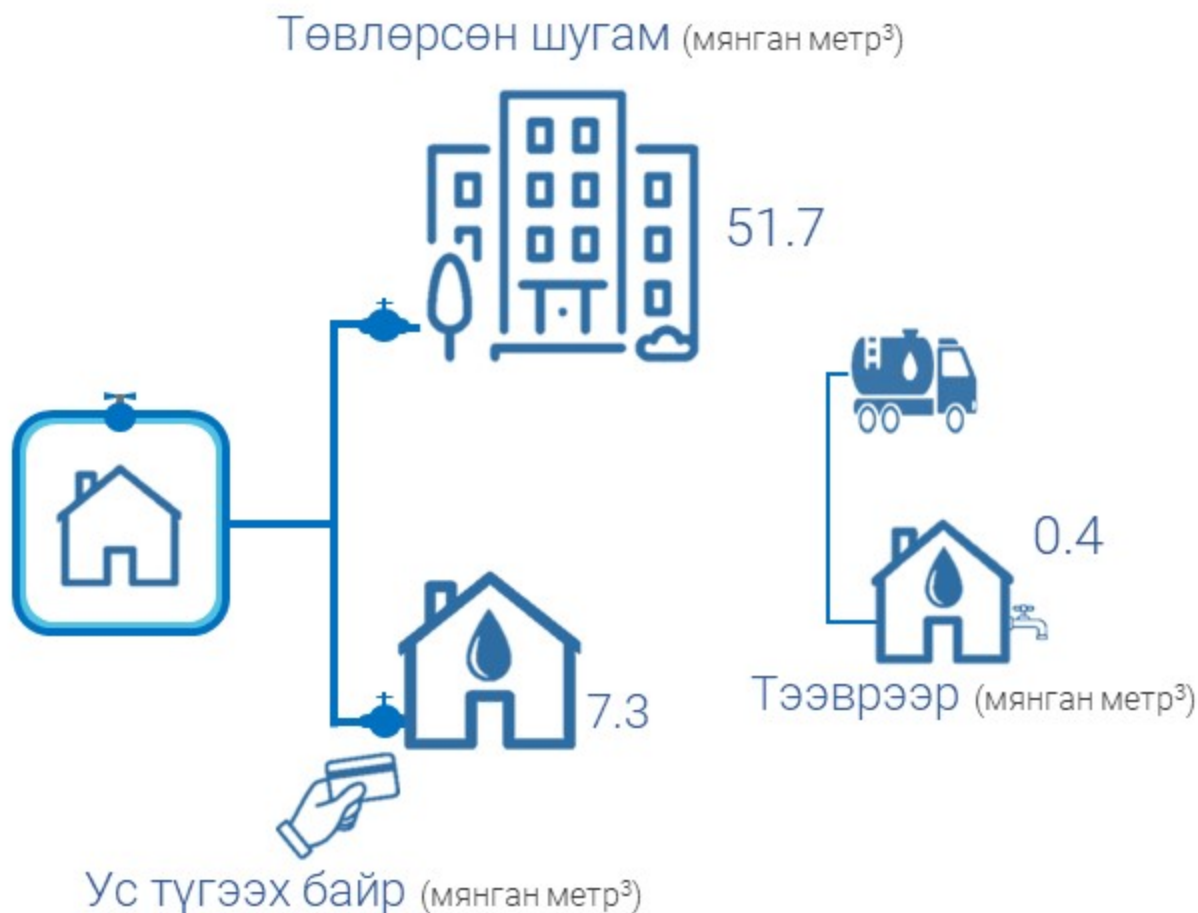 Төвлөрсөн шугам (мянган метр³)
51.7
0.4
Тээврээр (мянган метр³)
7.3
Ус түгээх байр (мянган метр³)